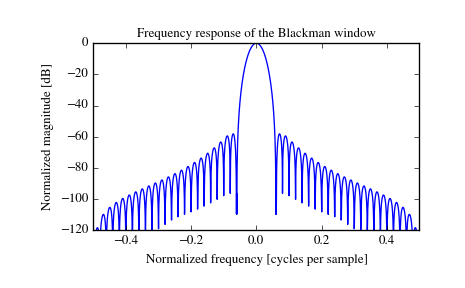 Frequency response of the Blackman window
0
−20
−40
−60
−80
−100
−120
Normalized magnitude [dB]
−0.4 −0.2 0.0 0.2 0.4
Normalized frequency [cycles per sample]